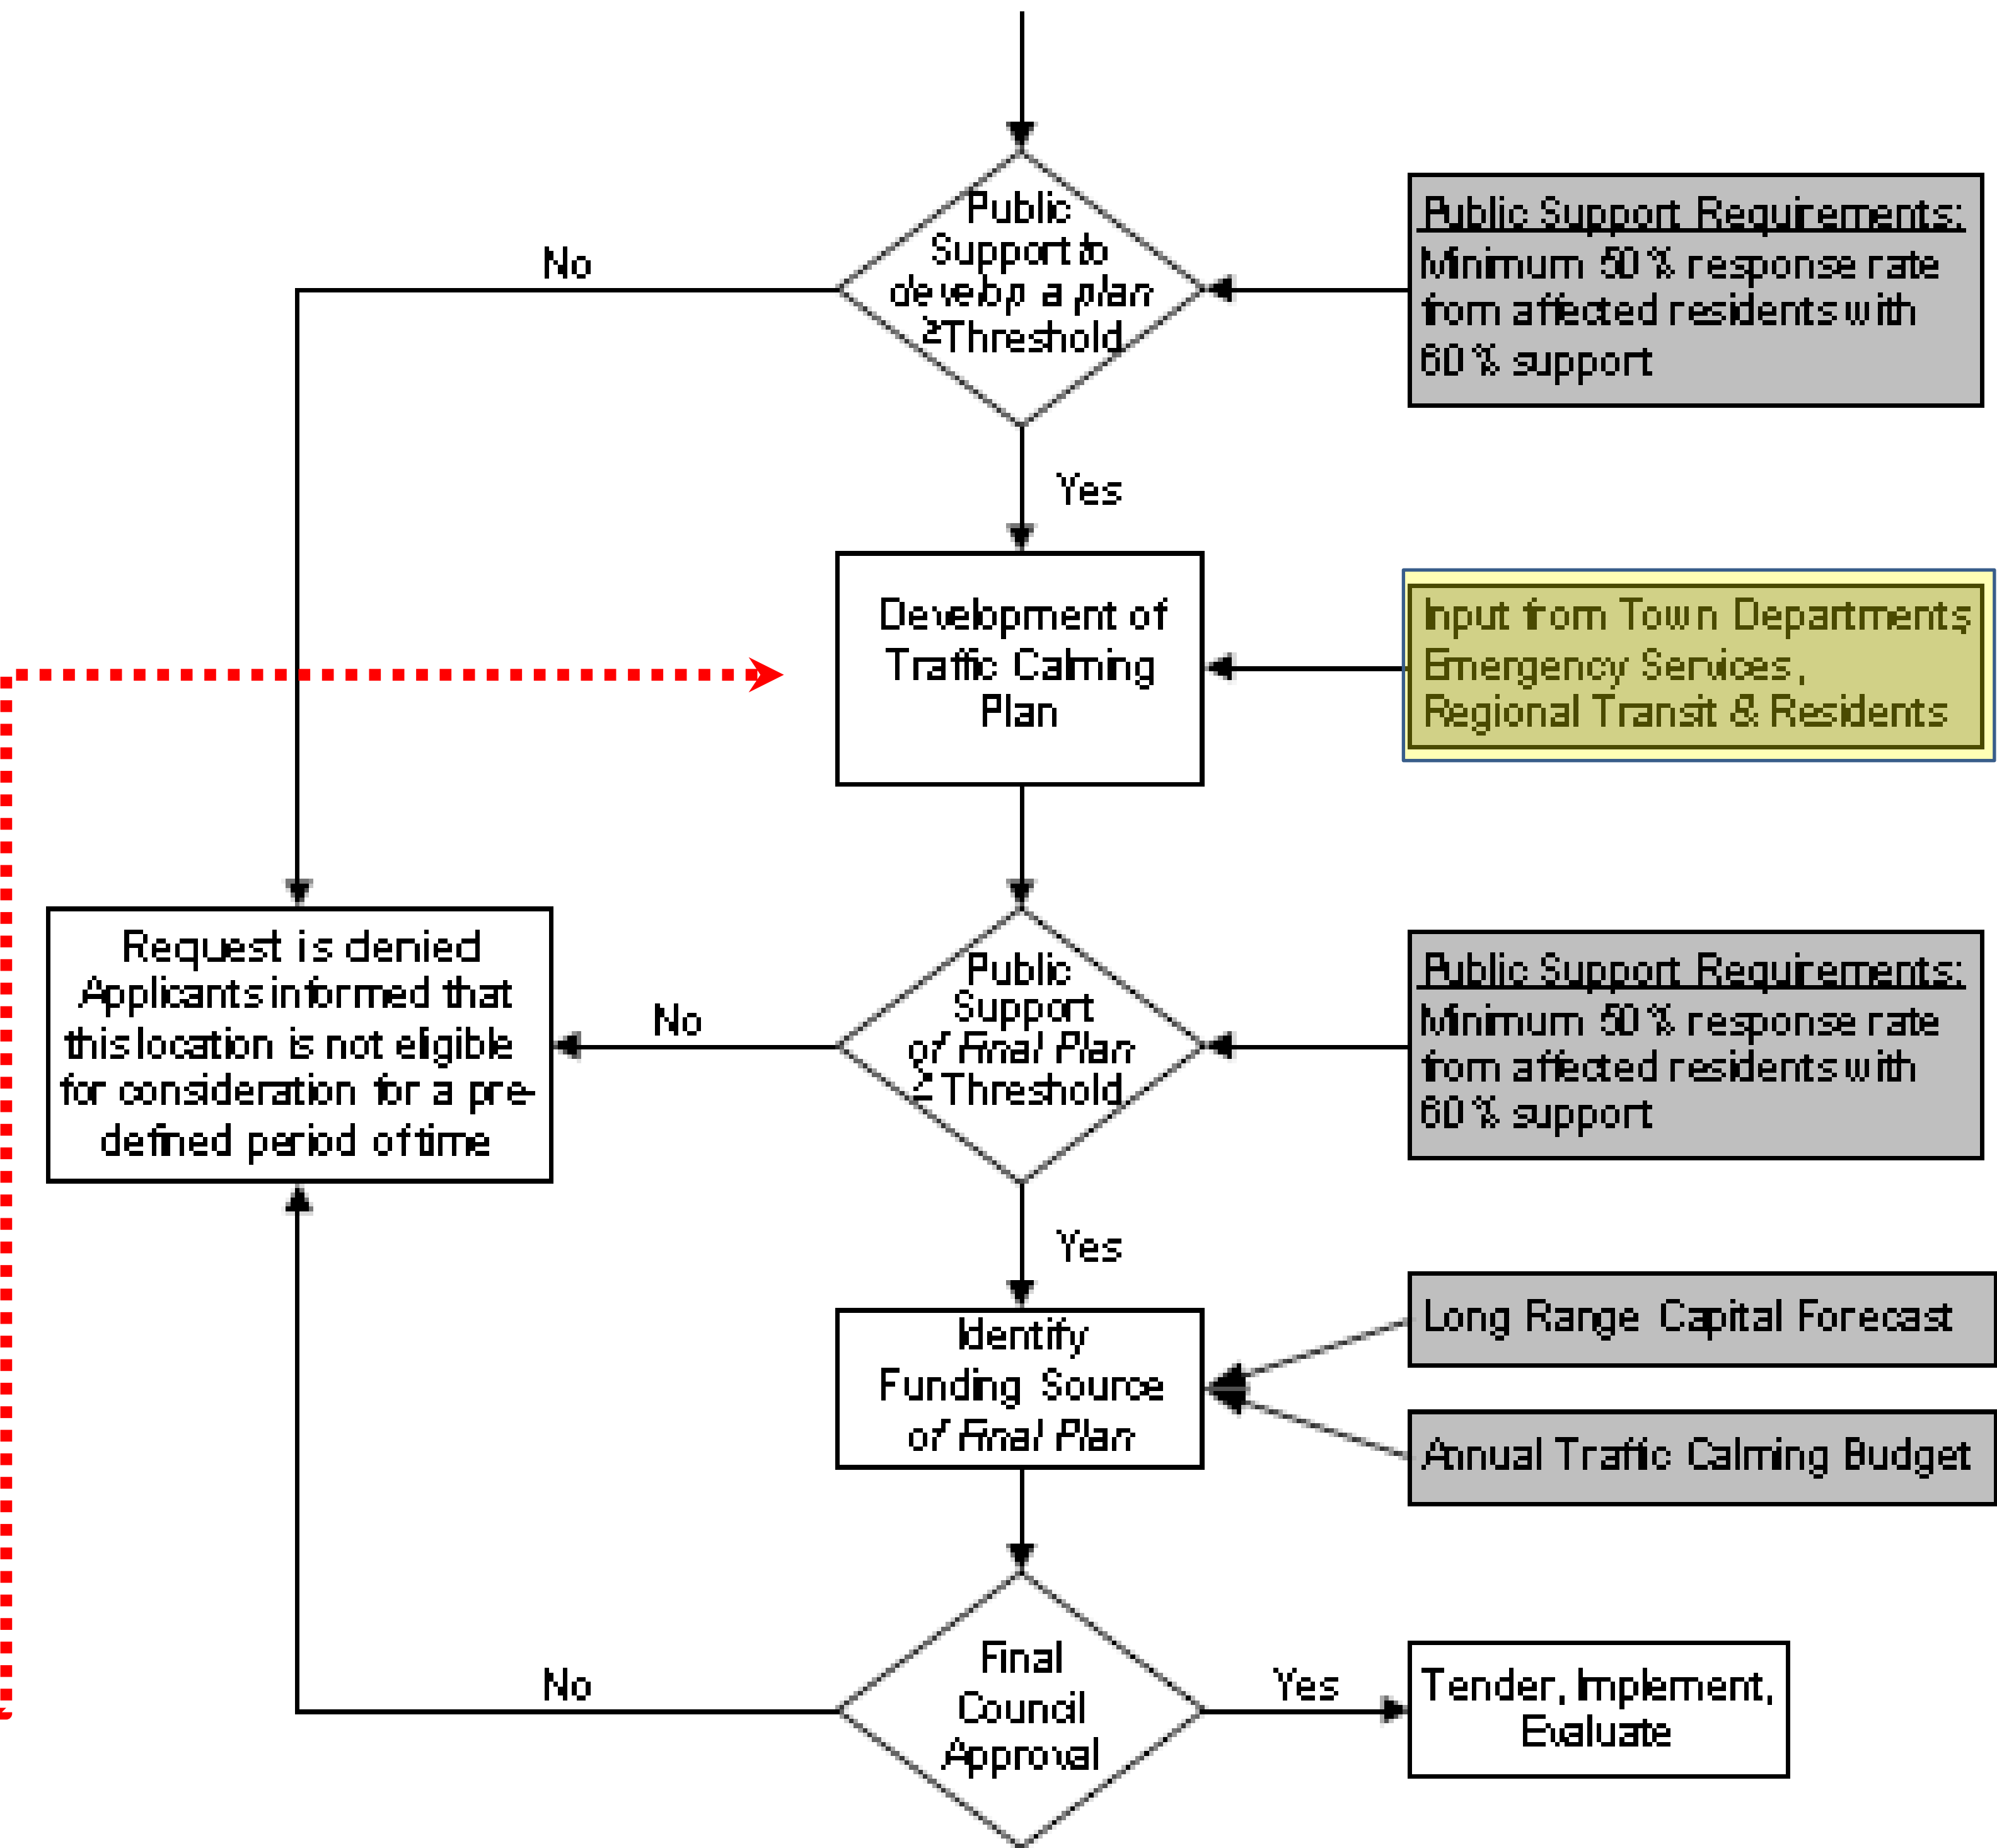 Public
Support to
develop a plan
≥Threshold
Public Support Requirements:
Minimum 50% response rate
from affected residents with
60% support
No
Yes
Development of
Traffic Calming
Plan
Input from Town Departments,
Emergency Services,
Regional Transit & Residents
Request is denied
Applicants informed that
this location is not eligible
for consideration for a pre-
defined period of time
No
Public
Support
of Final Plan
≥ Threshold
Public Support Requirements:
Minimum 50% response rate
from affected residents with
60% support
Yes
Identify
Funding Source
of Final Plan
Long Range Capital Forecast
Annual Traffic Calming Budget
No
Final
Council
Approval
Yes
Tender, Implement,
Evaluate